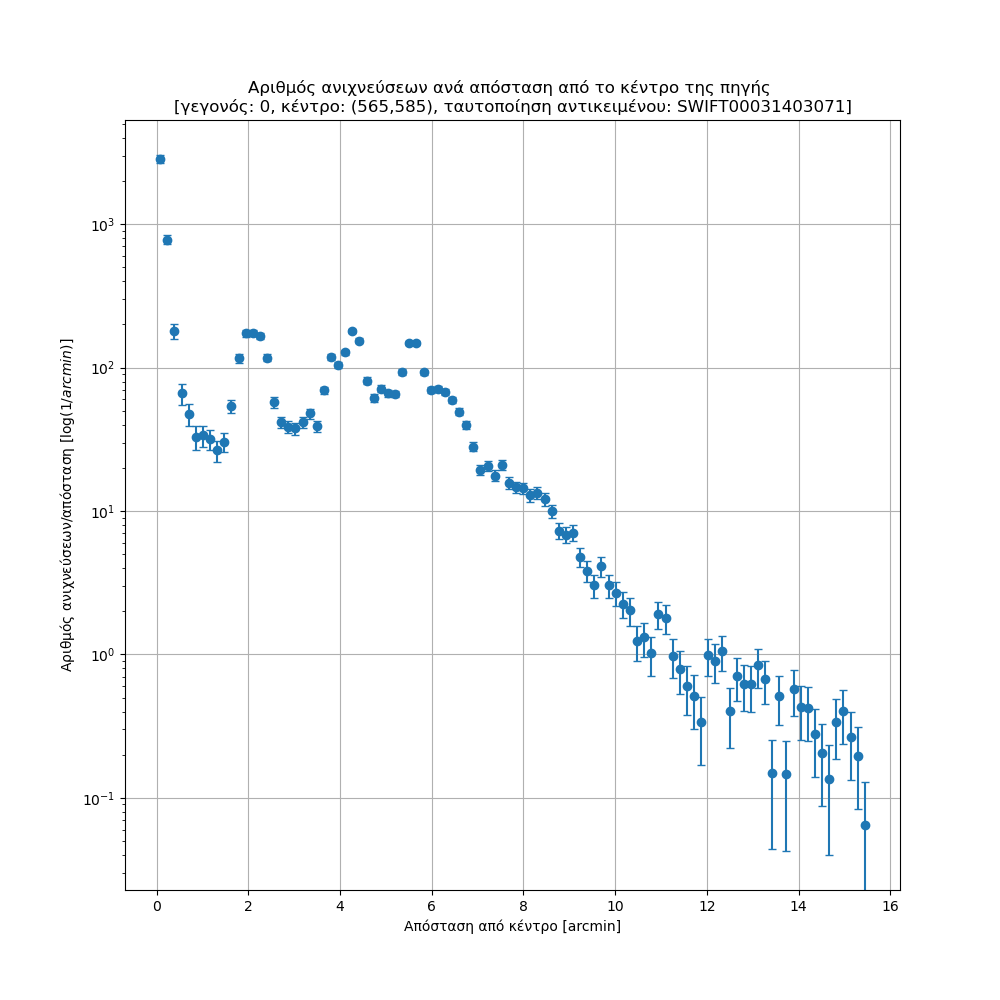 Αριθμός ανιχνεύσεων ανά απόσταση από το κέντρο της πηγής
[γεγονός: 0, κέντρο: (565,585), ταυτοποίηση αντικειμένου: SWIFT00031403071]
Αριθμός ανιχνεύσεων/απόσταση [log(1/arcmin)]
10³
10²
10¹
10⁰
10⁻¹
0 2 4 6 8 10 12 14 16
Απόσταση από κέντρο [arcmin]